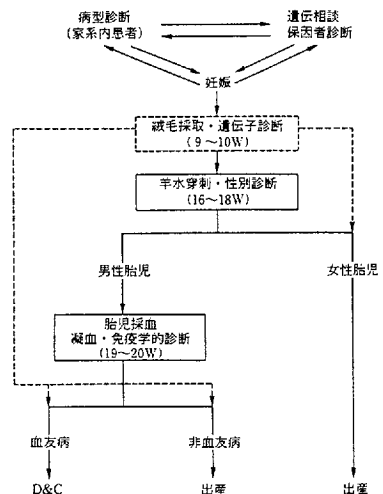 病型診断
(家系内患者)
遺伝相談
保因者診断
妊娠
絨毛採取・遺伝子診断
(9～10W)
羊水穿刺・性別診断
(16～18W)
男性胎児
女性胎児
胎児採血
凝血・免疫学的診断
(19～20W)
血友病
非血友病
D&C
出産
出産